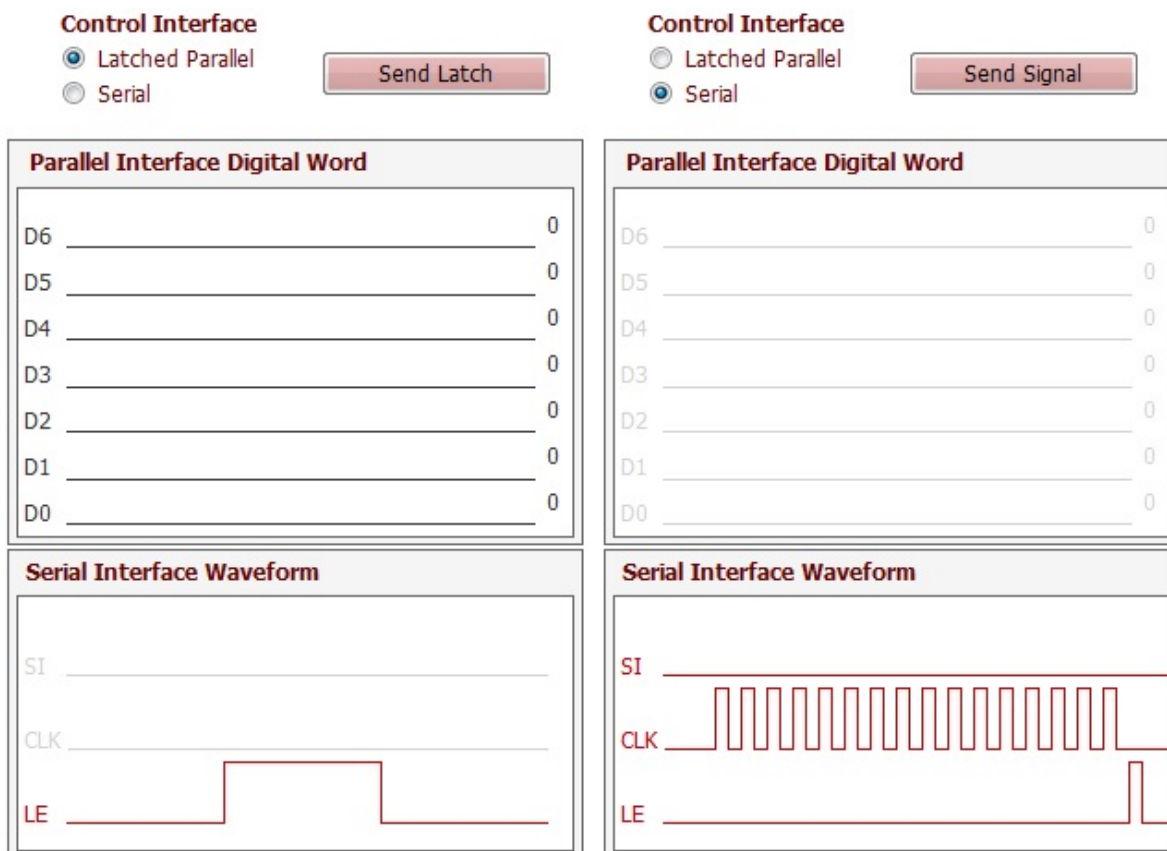 Control Interface
Latched Parallel
Serial
Send Latch
Parallel Interface Digital Word
D6 0
D5 0
D4 0
D3 0
D2 0
D1 0
D0 0
Serial Interface Waveform
SI
CLK
LE
Control Interface
Latched Parallel
Serial
Send Signal
Parallel Interface Digital Word
D6 0
D5 0
D4 0
D3 0
D2 0
D1 0
D0 0
Serial Interface Waveform
SI
CLK
LE